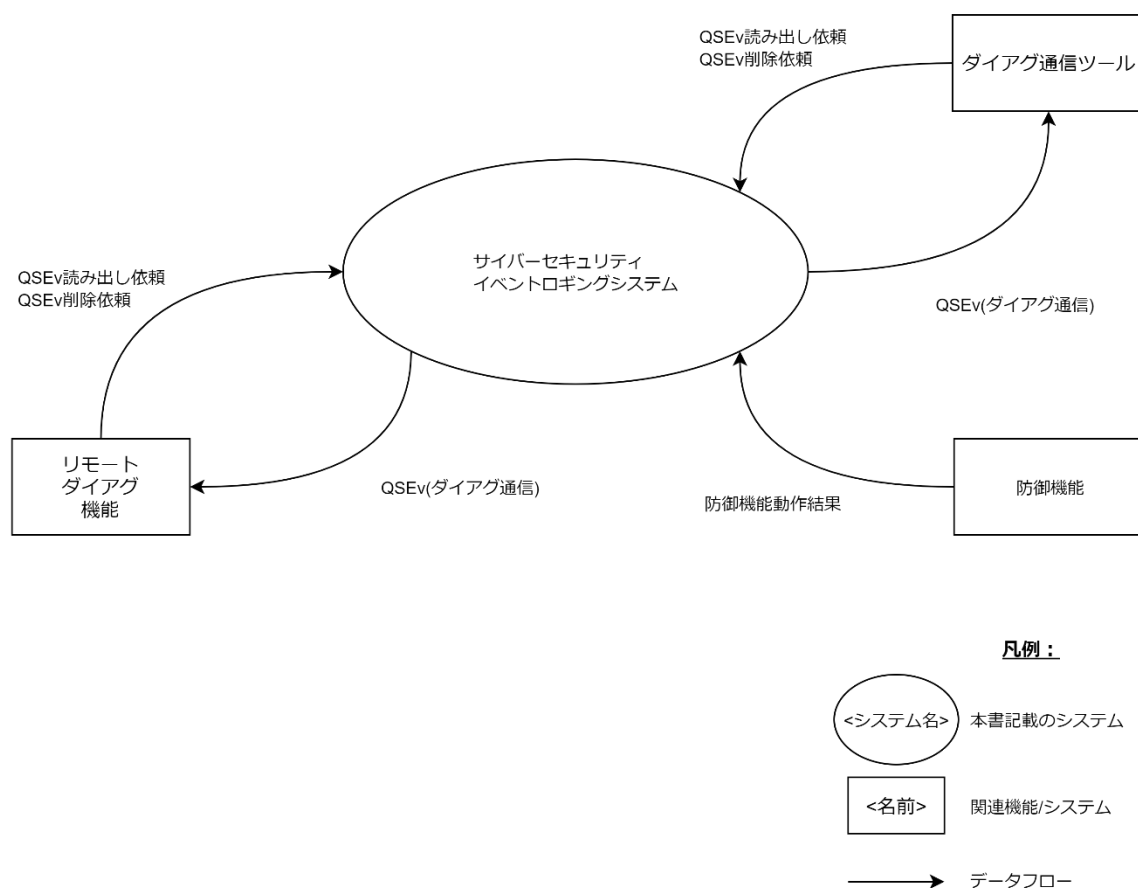 QSEv読み出し依頼
QSEv削除依頼
ダイアグ通信ツール
サイバーセキュリティ
イベントロギングシステム
QSEv読み出し依頼
QSEv削除依頼
QSEv(ダイアグ通信)
リモート
ダイアグ
機能
QSEv(ダイアグ通信)
防御機能動作結果
防御機能
凡例：
<システム名>
本書記載のシステム
<名前>
関連機能/システム
データフロー